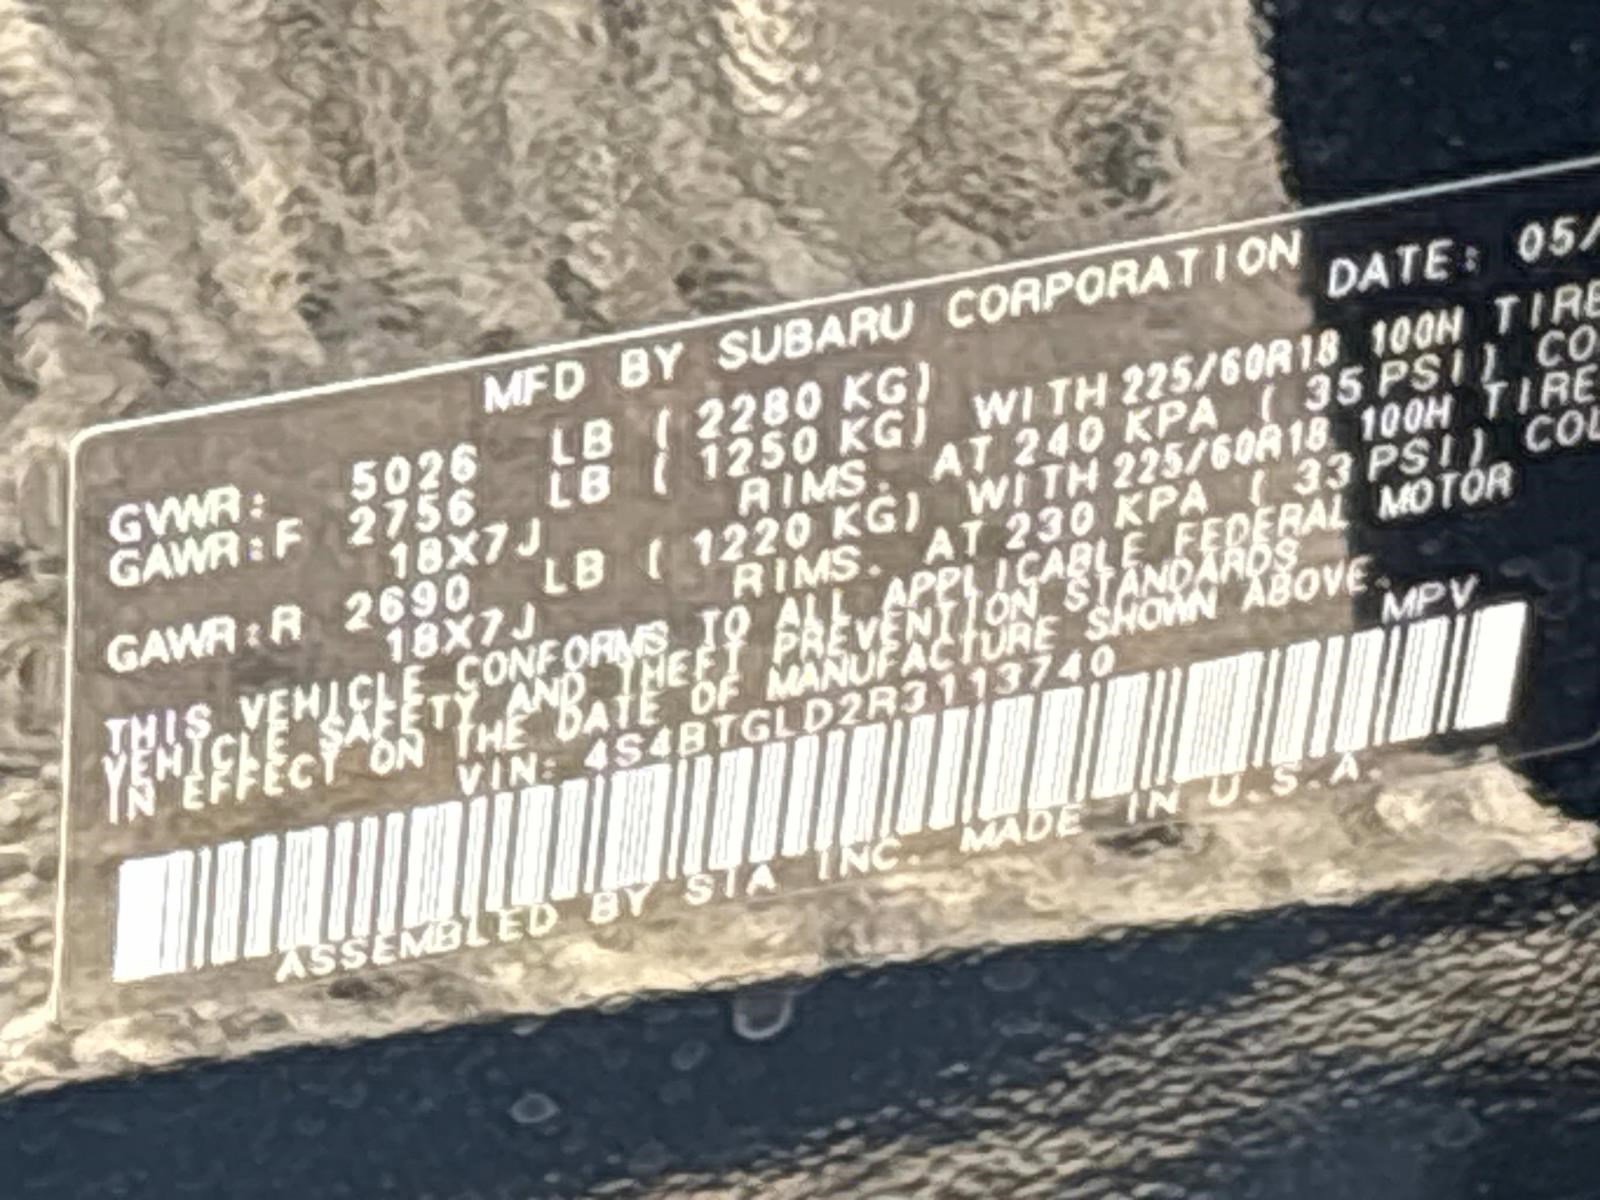 MFD BY SUBARU CORPORATION DATE: 05/
GVWR: 5026 LB ( 2280 KG)
GAWR:F 2756 LB ( 1250 KG) WITH 225/60R18 100H TIRE
18X7J RIMS. AT 240 KPA ( 35 PSI) CO
GAWR:R 2690 LB ( 1220 KG) WITH 225/60R18 100H TIRE
18X7J RIMS. AT 230 KPA ( 33 PSI) COL
THIS VEHICLE CONFORMS TO ALL APPLICABLE FEDERAL MOTOR
VEHICLE SAFETY AND THEFT PREVENTION STANDARDS
IN EFFECT ON THE DATE OF MANUFACTURE SHOWN ABOVE.
VIN: 4S4BTGLD2R3113740 MPV
ASSEMBLED BY SIA INC. MADE IN U.S.A.